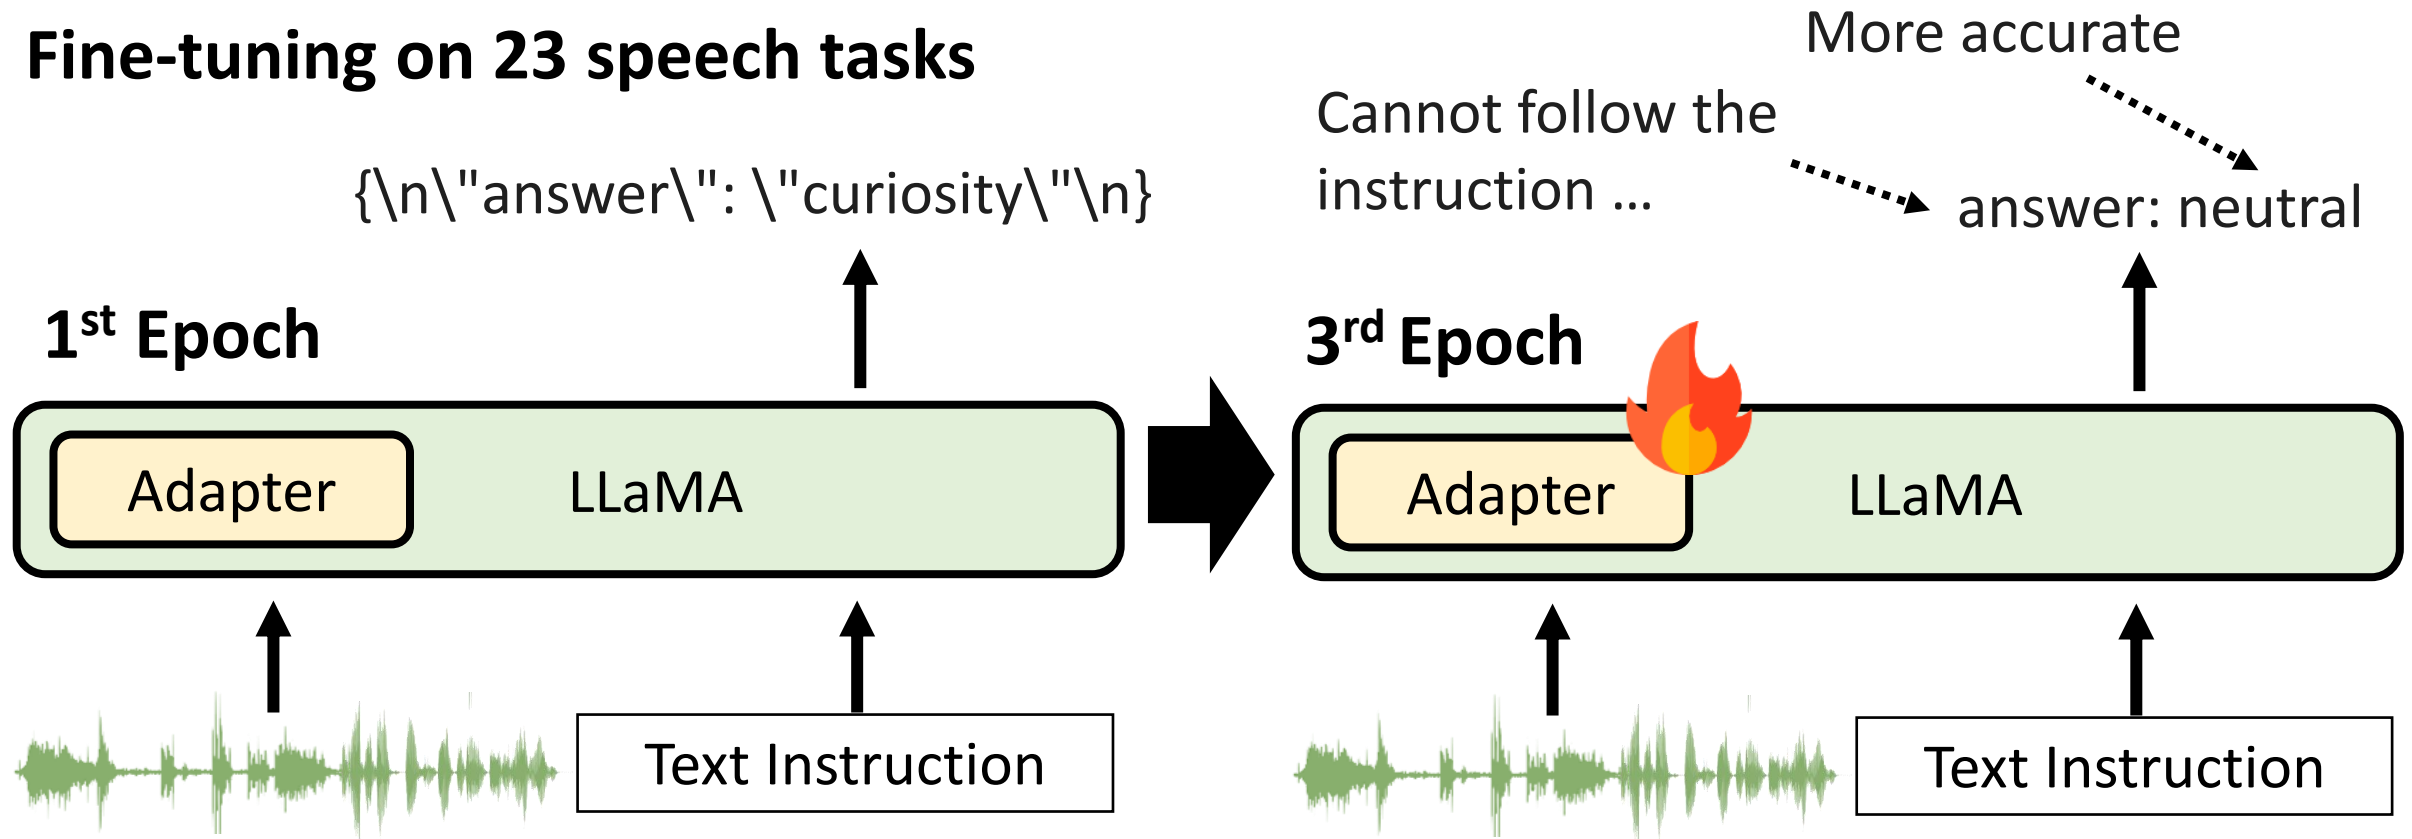 Fine-tuning on 23 speech tasks
{\n\"answer\": \"curiosity\"\n}
1st Epoch
Adapter
LLaMA
Text Instruction
More accurate
Cannot follow the
instruction ...
answer: neutral
3rd Epoch
Adapter
LLaMA
Text Instruction